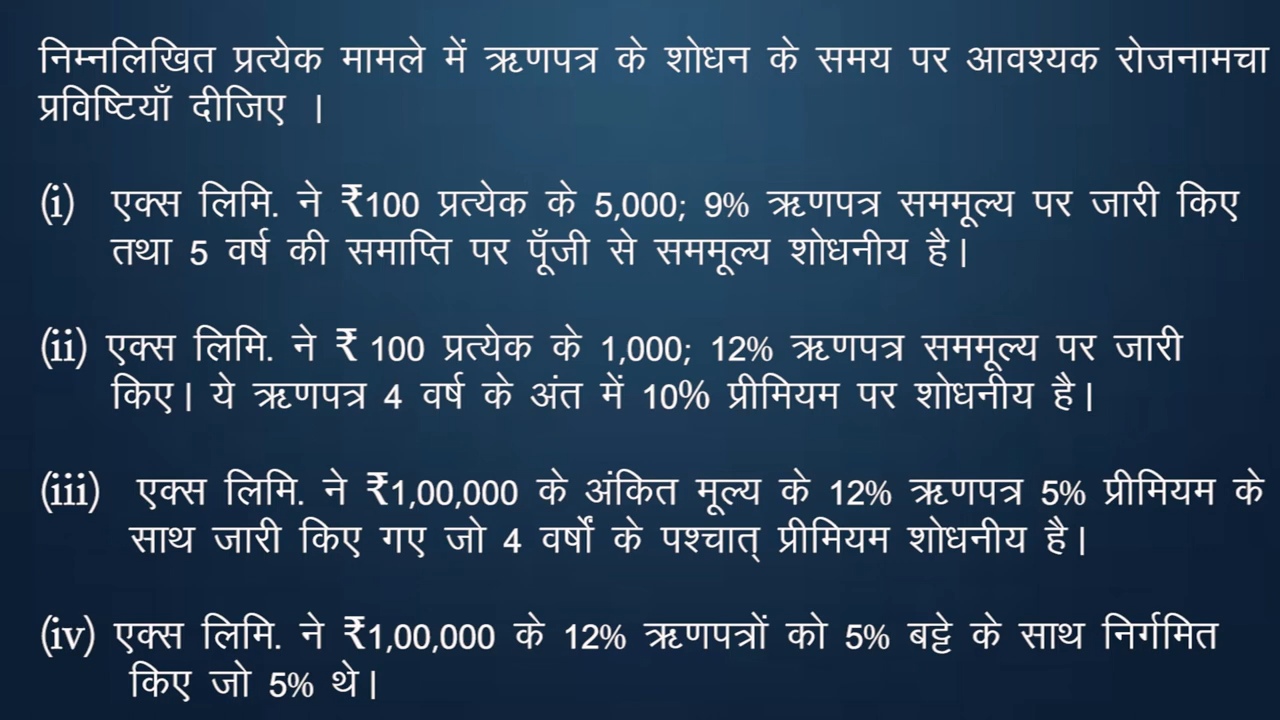 निम्नलिखित प्रत्येक मामले में ऋणपत्र के शोधन के समय पर आवश्यक रोजनामचा
प्रविष्टियाँ दीजिए ।
(i) एक्स लिमि. ने ₹100 प्रत्येक के 5,000; 9% ऋणपत्र सममूल्य पर जारी किए
तथा 5 वर्ष की समाप्ति पर पूँजी से सममूल्य शोधनीय है।
(ii) एक्स लिमि. ने ₹ 100 प्रत्येक के 1,000; 12% ऋणपत्र सममूल्य पर जारी
किए। ये ऋणपत्र 4 वर्ष के अंत में 10% प्रीमियम पर शोधनीय है।
(iii) एक्स लिमि. ने ₹1,00,000 के अंकित मूल्य के 12% ऋणपत्र 5% प्रीमियम के
साथ जारी किए गए जो 4 वर्षों के पश्चात् प्रीमियम शोधनीय है।
(iv) एक्स लिमि. ने ₹1,00,000 के 12% ऋणपत्रों को 5% बट्टे के साथ निर्गमित
किए जो 5% थे।